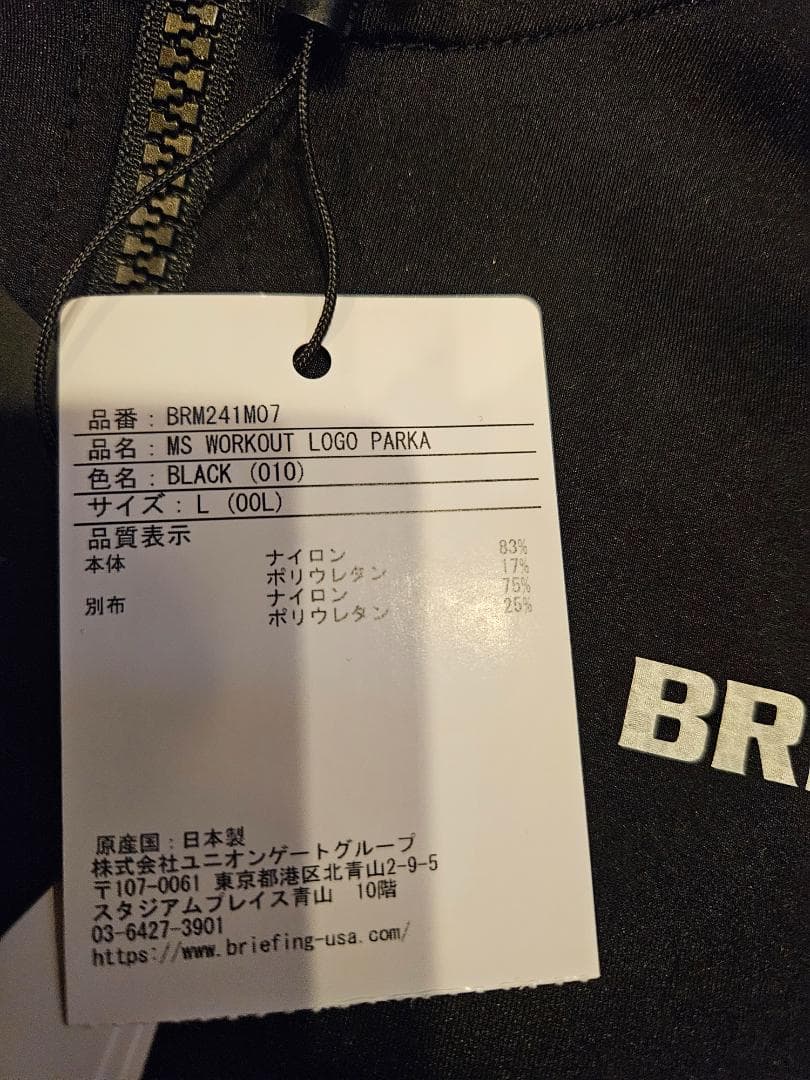 品番：BRM241M07
品名：MS WORKOUT LOGO PARKA
色名：BLACK (010)
サイズ：L (00L)
品質表示
本体 ナイロン 83%
ポリウレタン 17%
別布 ナイロン 75%
ポリウレタン 25%
BR
原産国：日本製
株式会社ユニオンゲートグループ
〒107-0061 東京都港区北青山2-9-5
スタジアムプレイス青山 10階
03-6427-3901
https://www.briefing-usa.com/